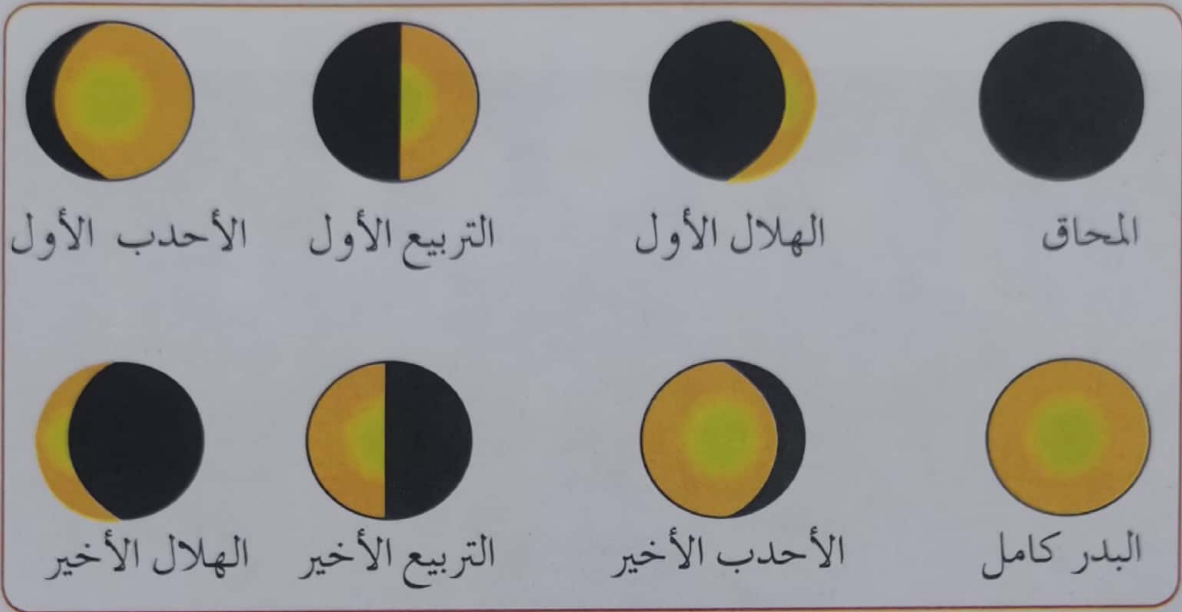 المحاق الهلال الأول التربيع الأول الأحدب الأول
البدر كامل الأحدب الأخير التربيع الأخير الهلال الأخير